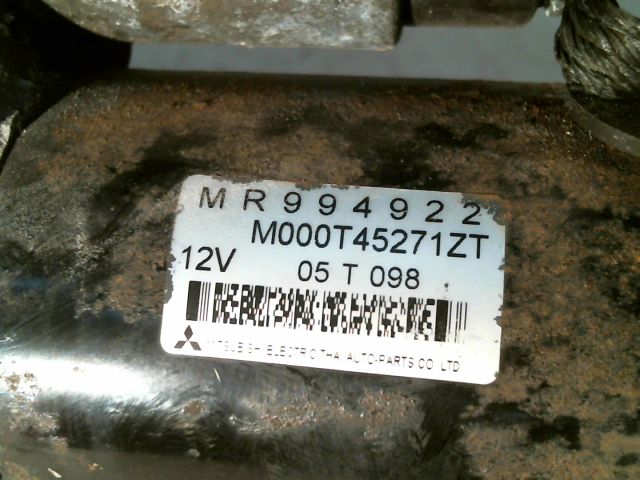 MR994922
M000T45271ZT
12V 05 T 098
MITSUBISHI ELECTRIC THAI AUTO-PARTS CO LTD